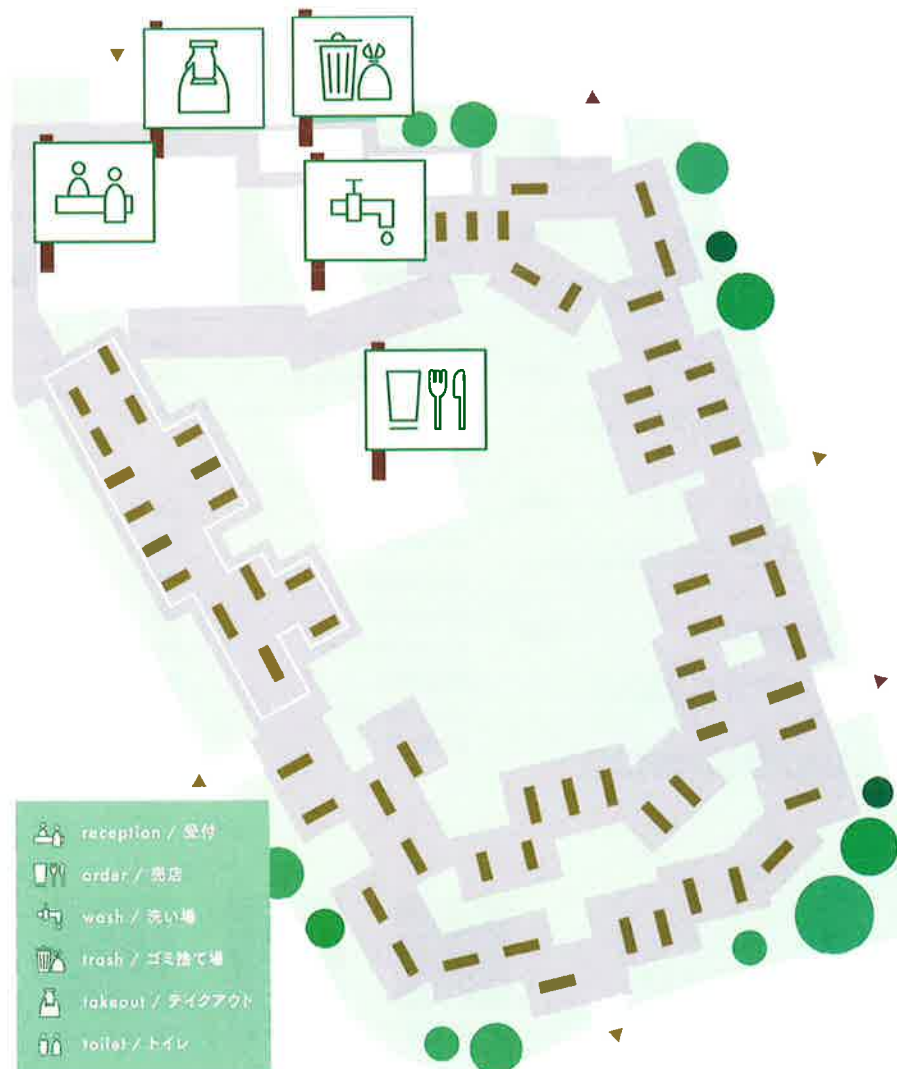 reception / 受付
order / 売店
wash / 洗い場
trash / ゴミ捨て場
takeout / テイクアウト
toilet / トイレ